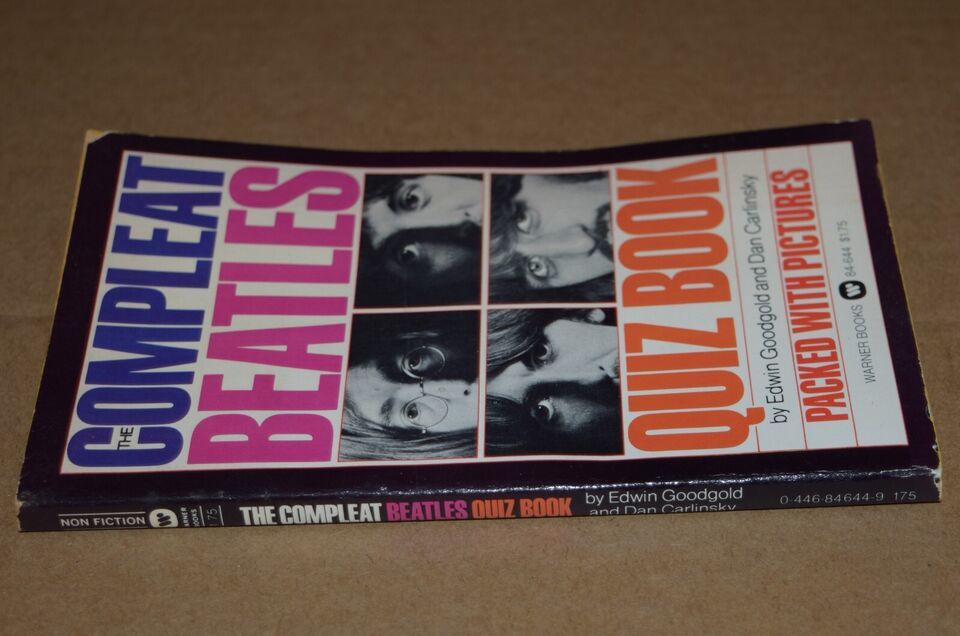 THE
COMPLEAT
BEATLES
QUIZ BOOK
by Edwin Goodgold and Dan Carlinsky
PACKED WITH PICTURES
WARNER BOOKS W 84-644 $1.75
NON FICTION
THE COMPLEAT BEATLES QUIZ BOOK
by Edwin Goodgold
and Dan Carlinsky
0-446-84644-9 175